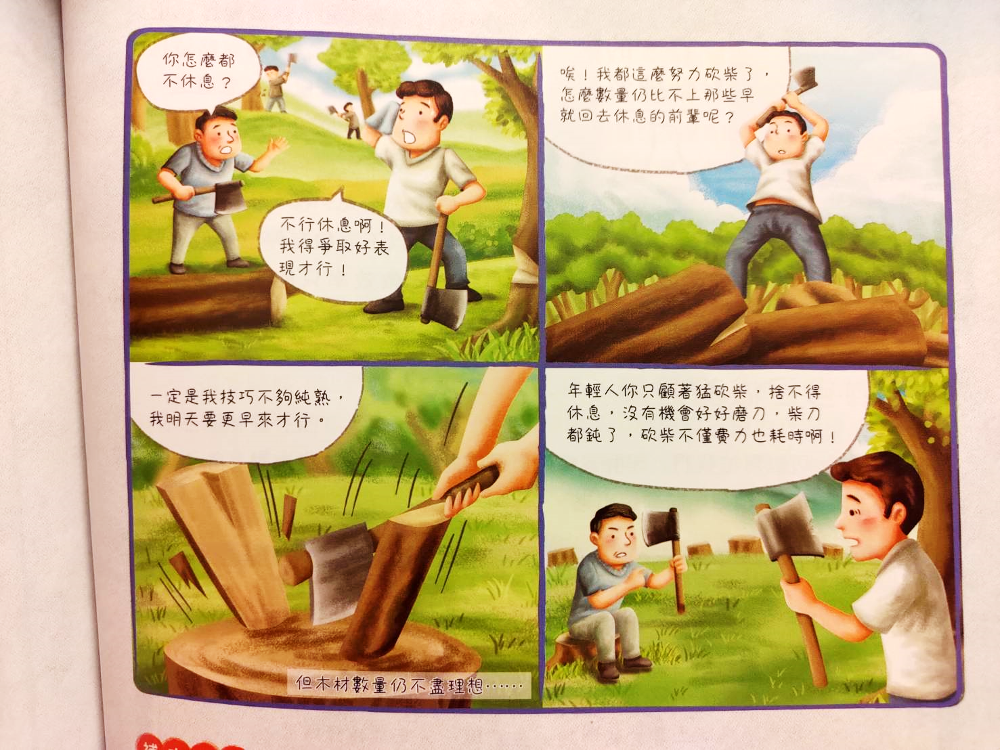 你怎麼都
不休息？
不行休息啊！
我得爭取好表
現才行！
唉！我都這麼努力砍柴了，
怎麼數量仍比不上那些早
就回去休息的前輩呢？
一定是我技巧不夠純熟，
我明天要更早來才行。
但木材數量仍不盡理想……
年輕人你只顧著猛砍柴，捨不得
休息，沒有機會好好磨刀，柴刀
都鈍了，砍柴不僅費力也耗時啊！